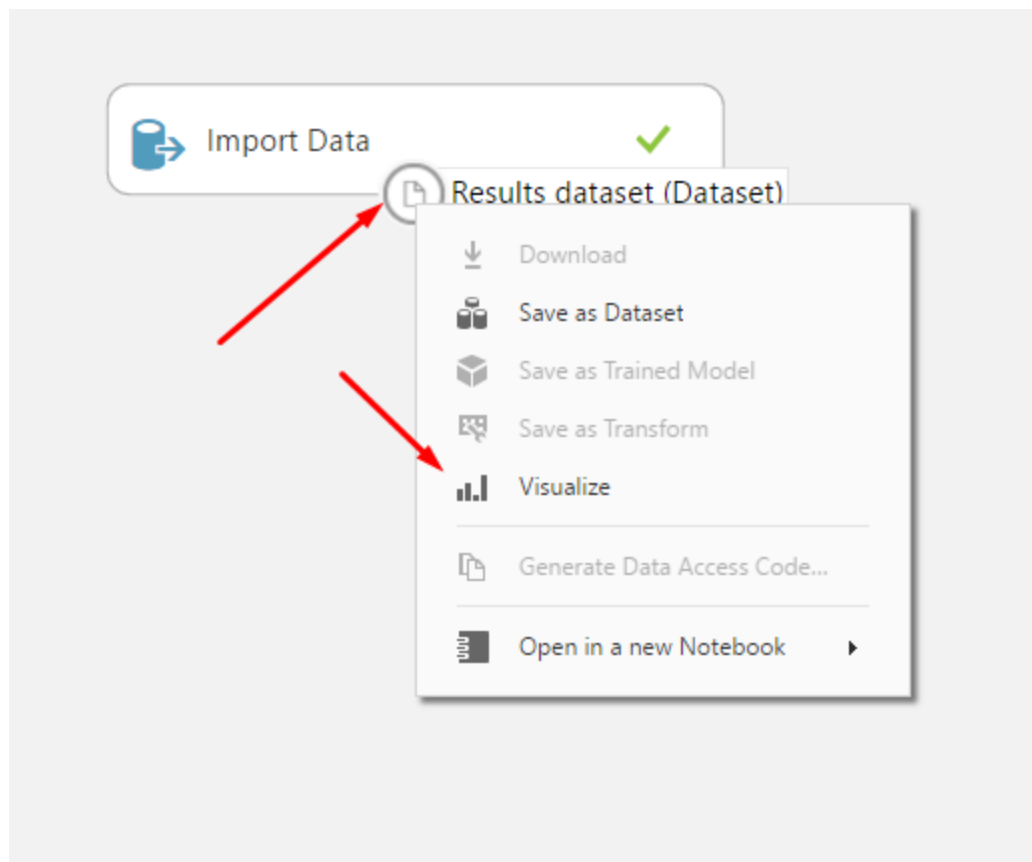 Import Data
Results dataset (Dataset)
Download
Save as Dataset
Save as Trained Model
Save as Transform
Visualize
Generate Data Access Code...
Open in a new Notebook